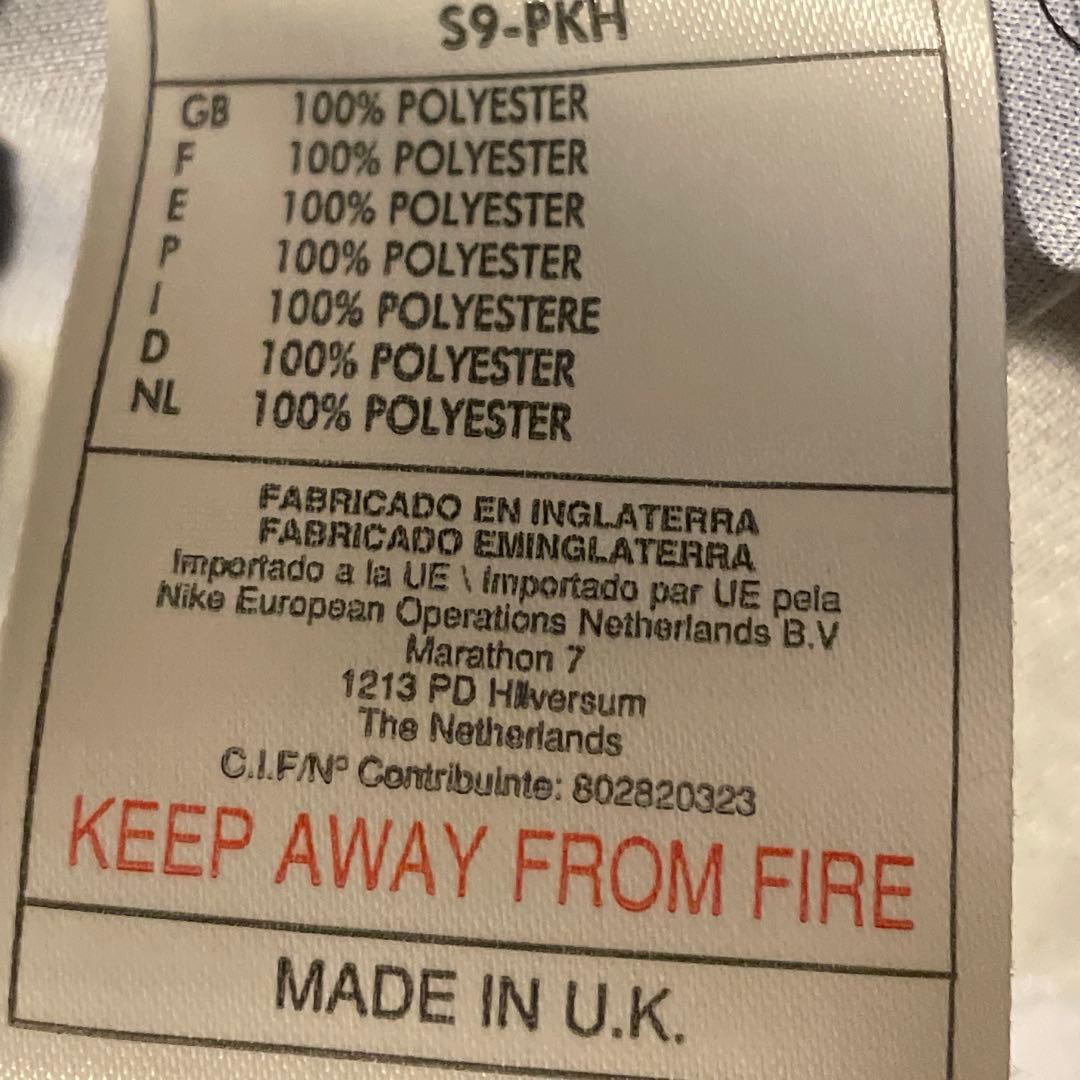 S9-PKH
GB 100% POLYESTER
F 100% POLYESTER
E 100% POLYESTER
P 100% POLYESTER
I 100% POLYESTERE
D 100% POLYESTER
NL 100% POLYESTER
FABRICADO EN INGLATERRA
FABRICADO EMINGLATERRA
Importado a la UE \ importado par UE pela
Nike European Operations Netherlands B.V
Marathon 7
1213 PD Hilversum
The Netherlands
C.I.F/Nº Contribuinte: 802820323
KEEP AWAY FROM FIRE
MADE IN U.K.